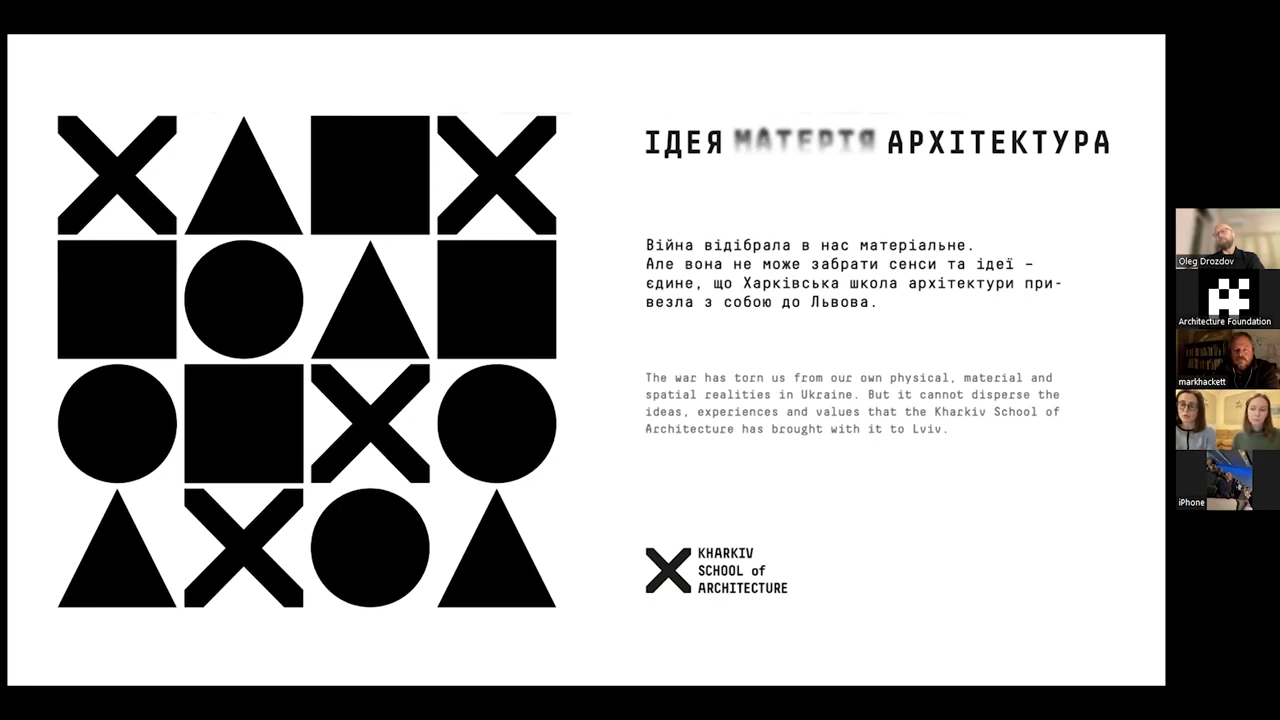 ІДЕЯ МАТЕРІЯ АРХІТЕКТУРА
Війна відібрала в нас матеріальне.
Але вона не може забрати сенси та ідеї –
єдине, що Харківська школа архітектури при-
везла з собою до Львова.
The war has torn us from our own physical, material and
spatial realities in Ukraine. But it cannot disperse the
ideas, experiences and values that the Kharkiv School of
Architecture has brought with it to Lviv.
KHARKIV
SCHOOL of
ARCHITECTURE
Oleg Drozdov
Architecture Foundation
markhackett
iPhone